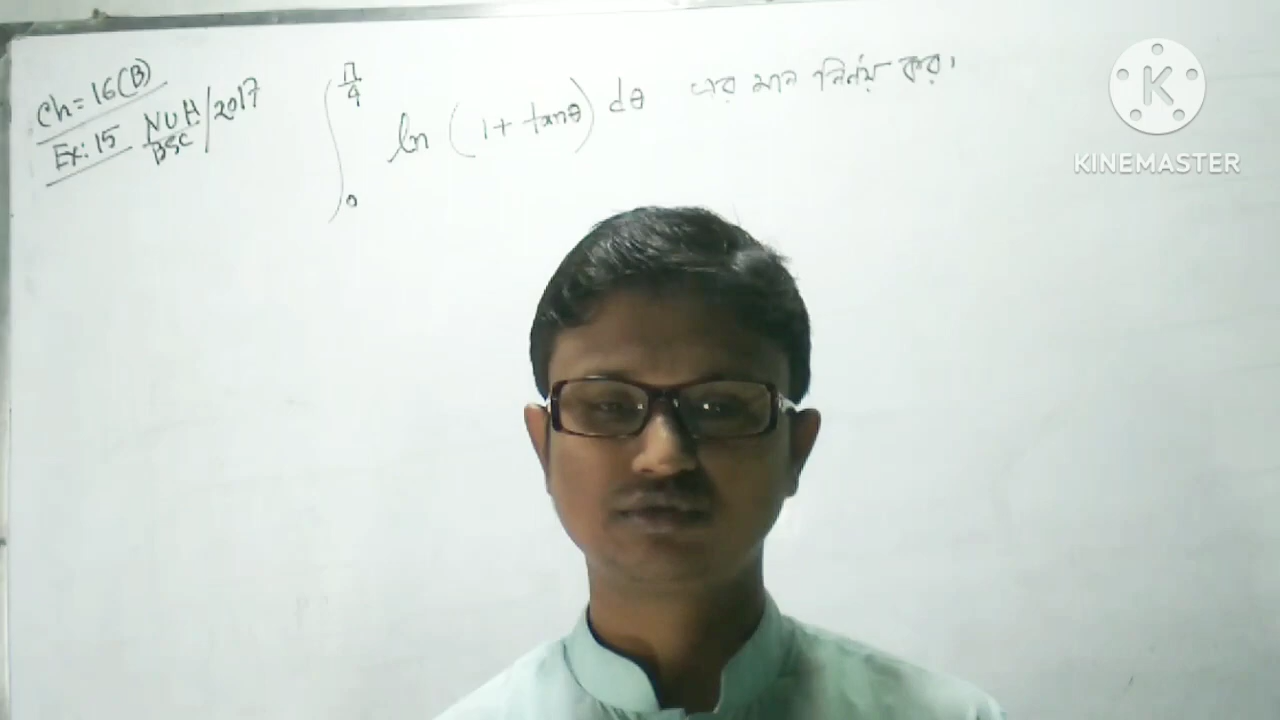 Ch = 16(B)
Ex: 15 NUH/2017
BSC
∫₀^(π/4) ln (1 + tanθ) dθ এর মান নির্ণয় কর।
KINEMASTER